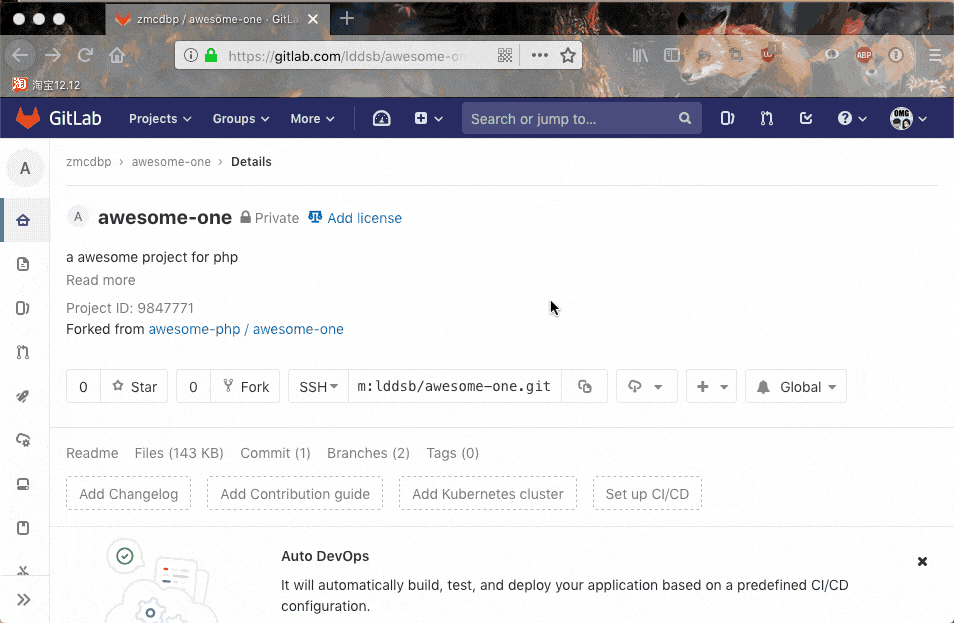 zmcdbp / awesome-one · GitLa
https://gitlab.com/lddsb/awesome-on
ABP
淘 淘宝12.12
GitLab Projects Groups More Search or jump to... OMG
A zmcdbp › awesome-one › Details
A awesome-one Private Add license
a awesome project for php
Read more
Project ID: 9847771
Forked from awesome-php / awesome-one
0 Star 0 Fork SSH m:lddsb/awesome-one.git Global
Readme Files (143 KB) Commit (1) Branches (2) Tags (0)
Add Changelog Add Contribution guide Add Kubernetes cluster Set up CI/CD
Auto DevOps
It will automatically build, test, and deploy your application based on a predefined CI/CD
configuration.